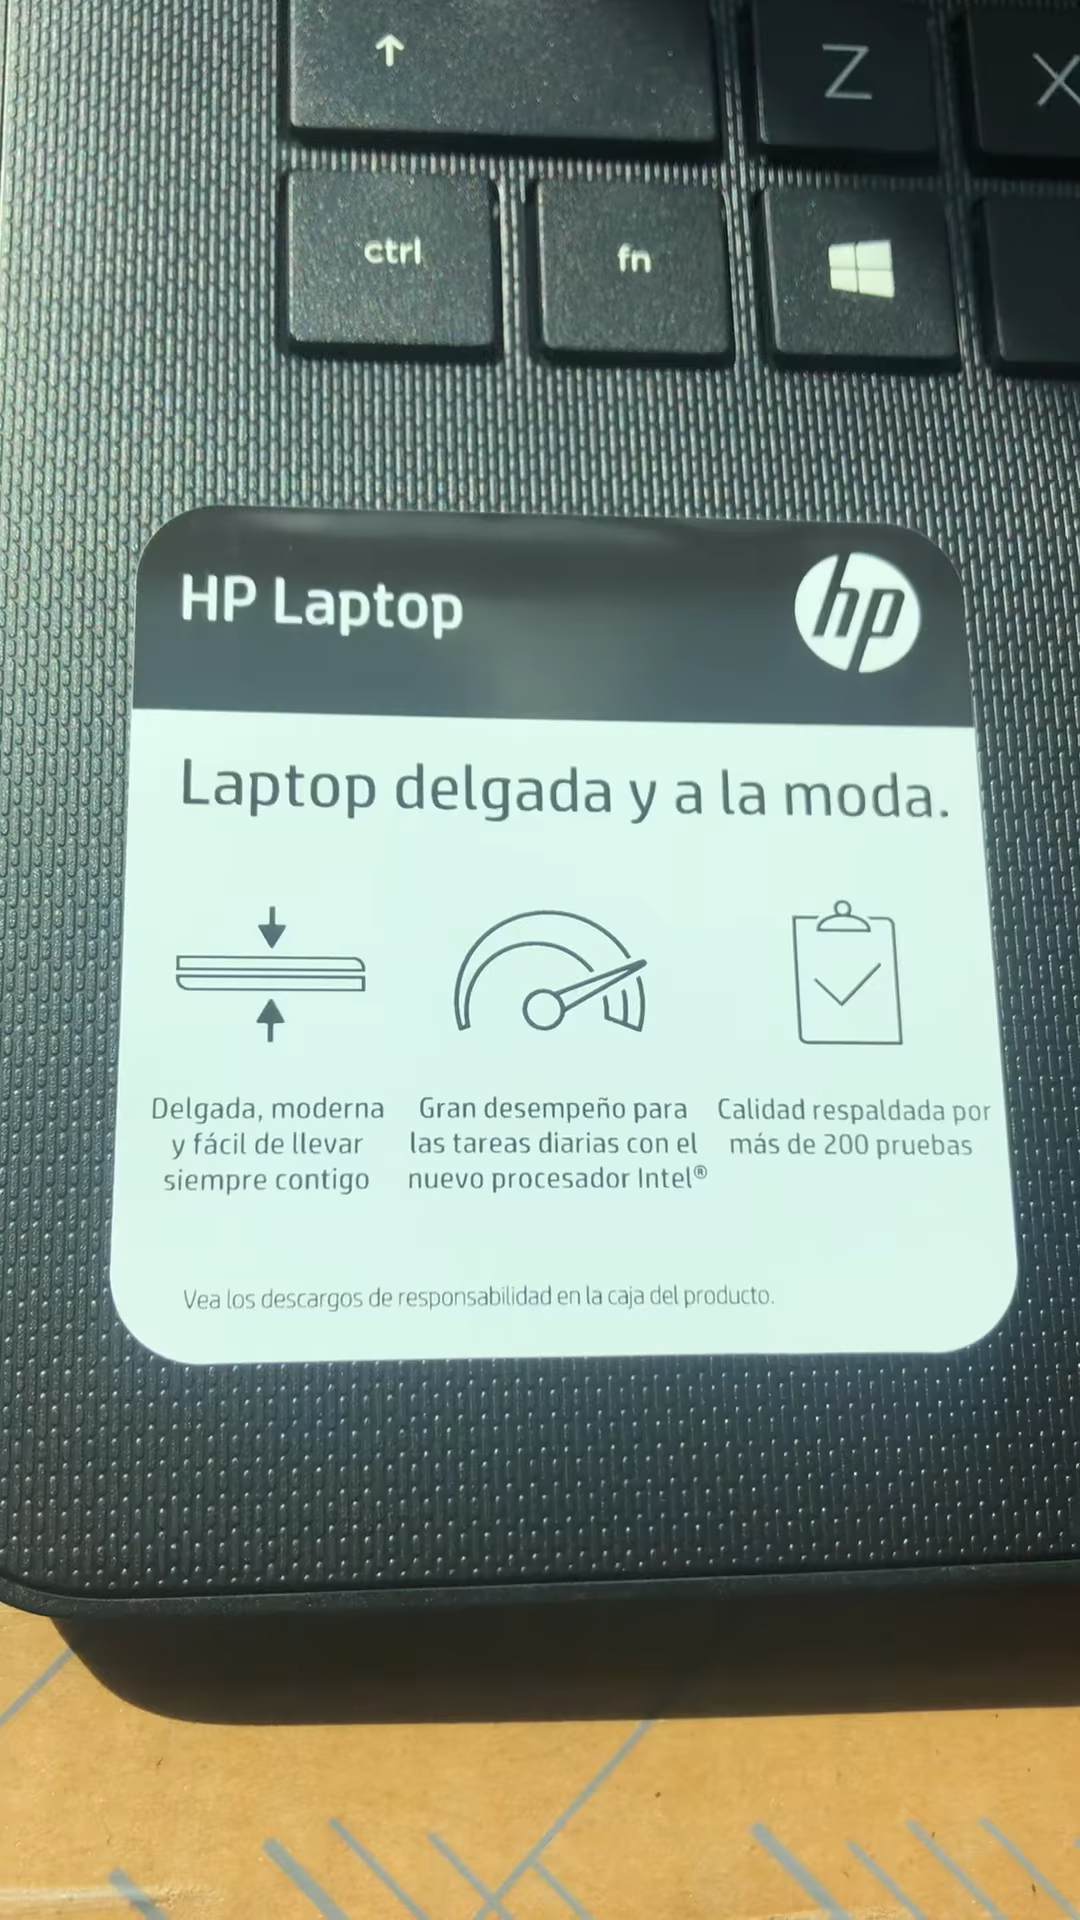 ↑
Z X
ctrl fn
HP Laptop hp
Laptop delgada y a la moda.
Delgada, moderna
y fácil de llevar
siempre contigo
Gran desempeño para
las tareas diarias con el
nuevo procesador Intel®
Calidad respaldada por
más de 200 pruebas
Vea los descargos de responsabilidad en la caja del producto.